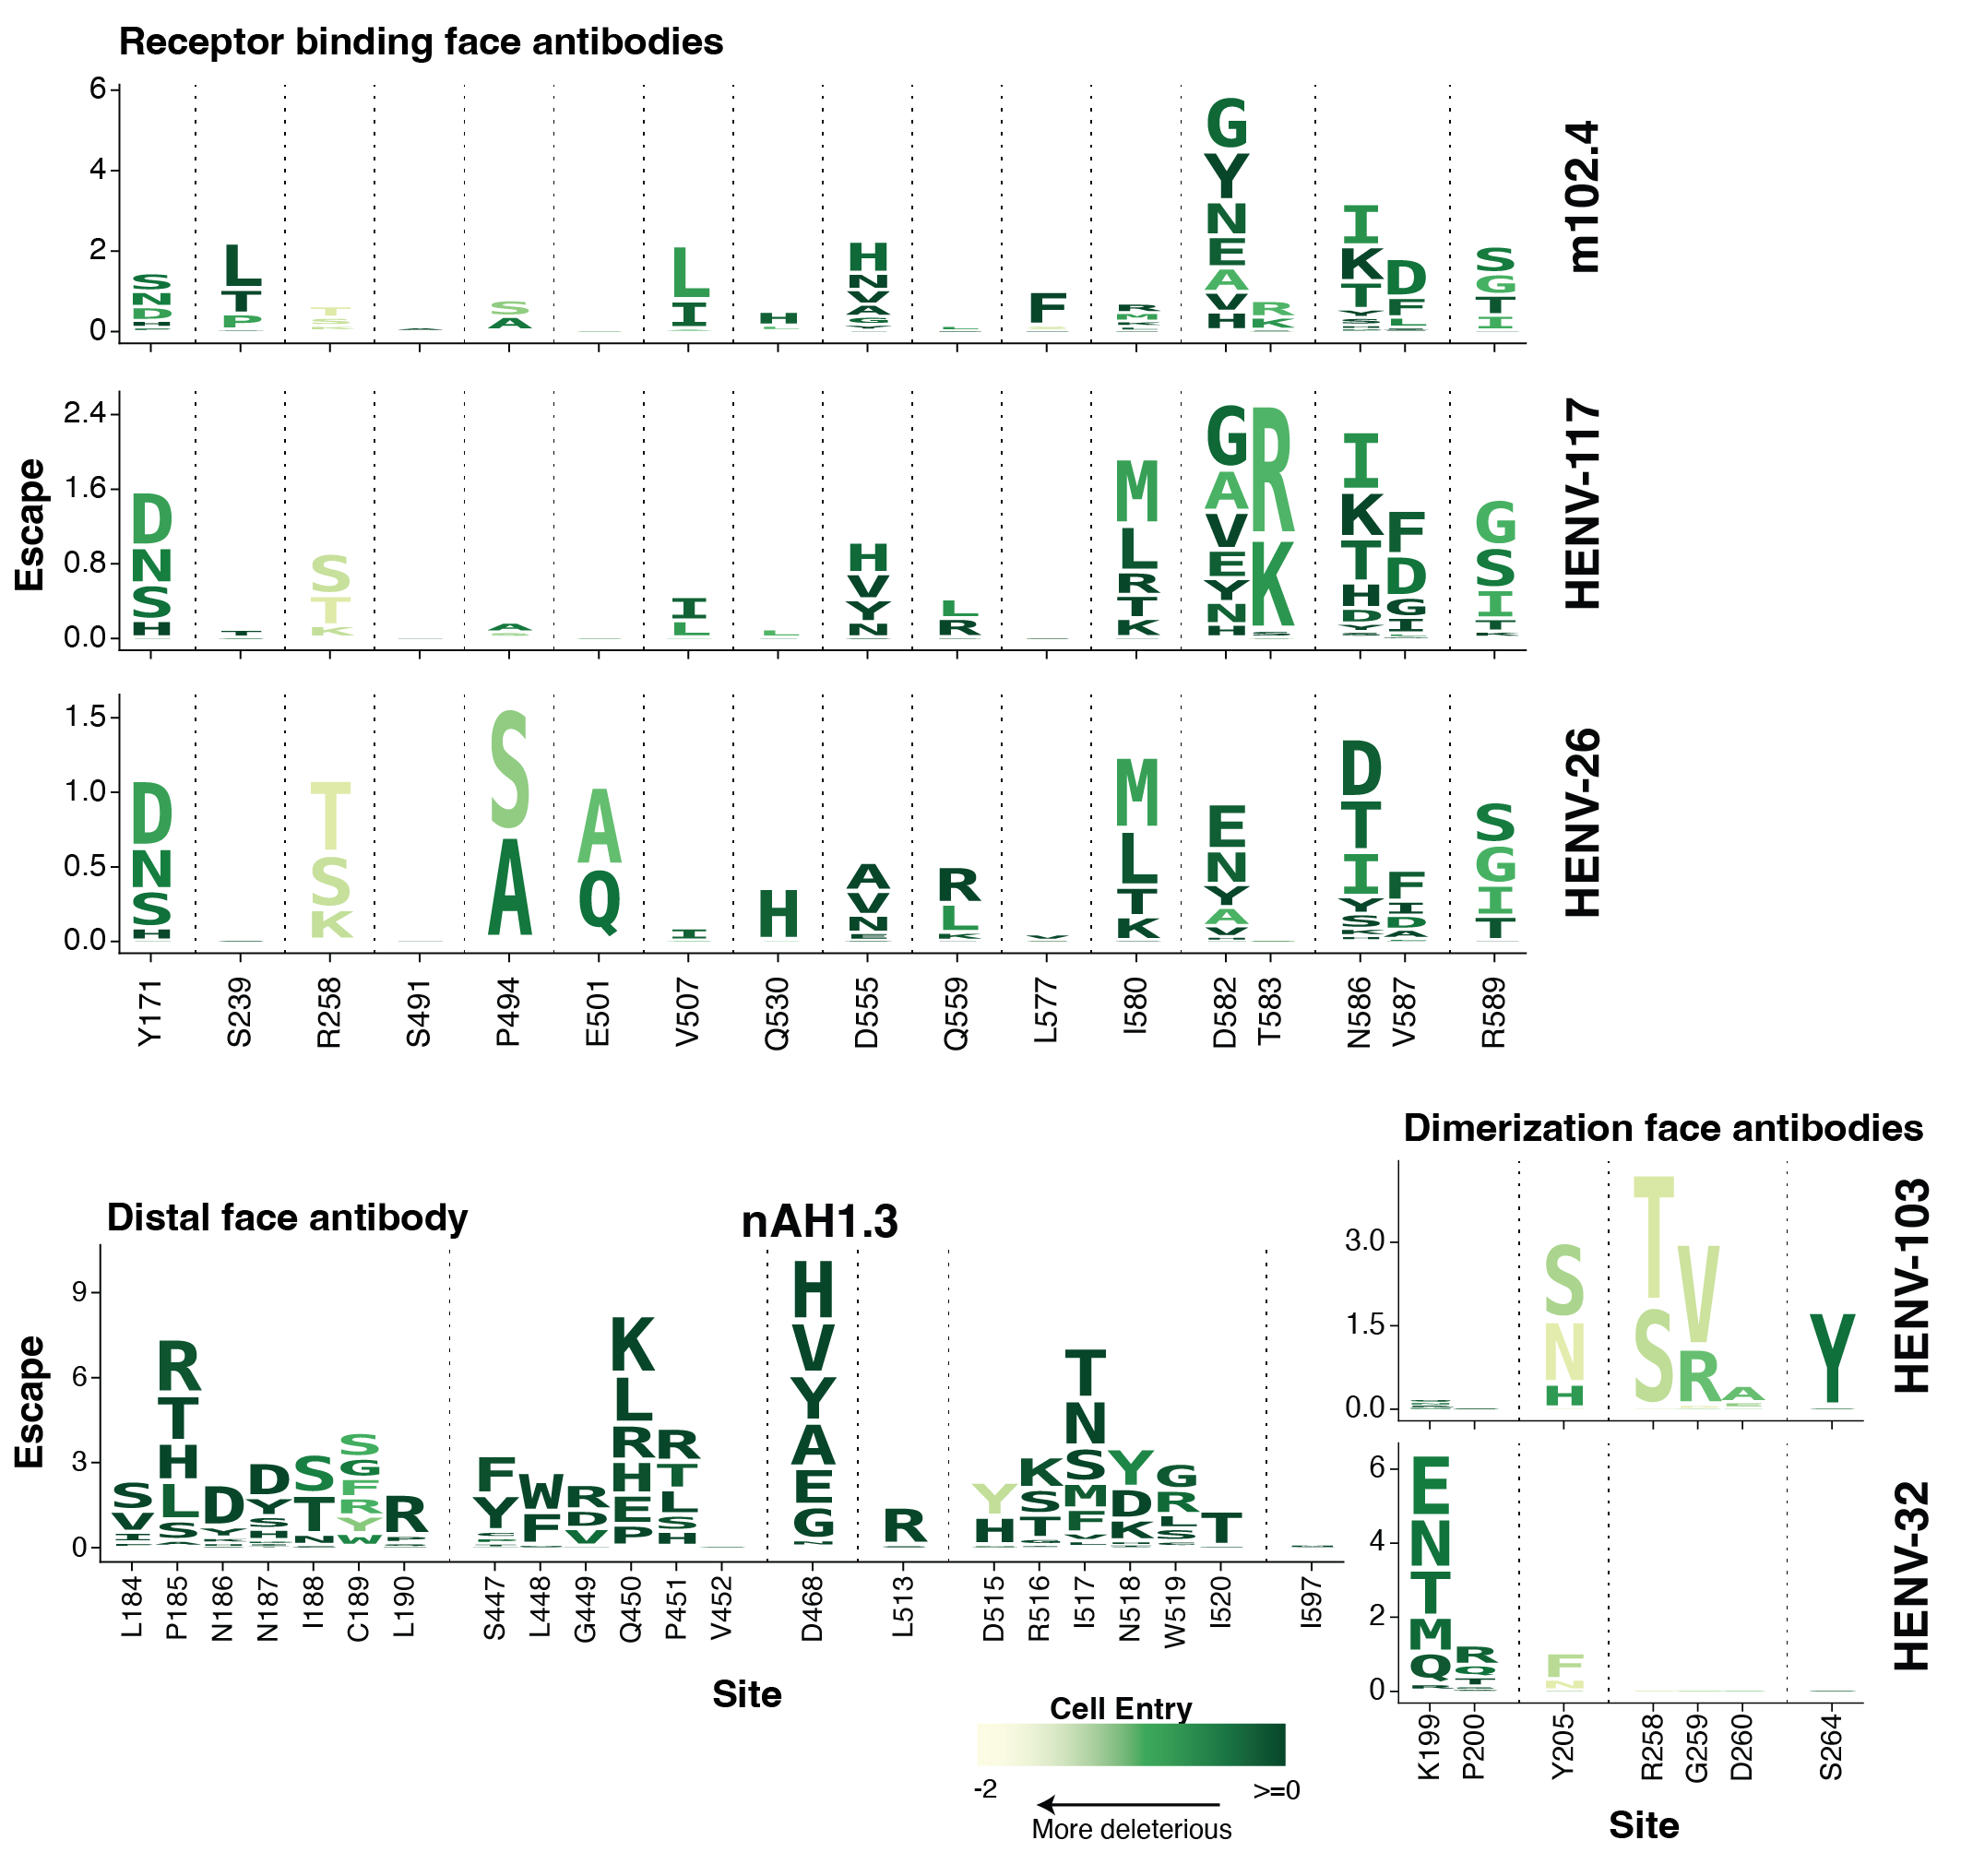 Receptor binding face antibodies
6
4
2
0
S N D H
L T P
T S
S A
L I
H L
H N V A G Y
L
F
R M K L
G Y N E A V H
R K
I K T Y S
D F L
S G T I
m102.4
Escape
2.4
1.6
0.8
0.0
D N S H
T
S T K
A S
I L
L
H V Y N
L R
M L R T K
G A V E Y N H
R K S
I K T H D Y S
F D G I L
G S I T K
HENV-117
1.5
1.0
0.5
0.0
D N S H
T S K
S A
A Q
I
H
A V N E
R L K
V
M L T K
E N Y A V H
D T I Y S K H
F I D A
S G I T
HENV-26
Y171 S239 R258 S491 P494 E501 V507 Q530 D555 Q559 L577 I580 D582 T583 N586 V587 R589
Distal face antibody
nAH1.3
Escape
9
6
3
0
S V I
R T H L S A
D Y
D Y S H
S T N
S G F R Y W
R
F Y
W F
R D V
K L R H E P
R T L S H
H V Y A E G N
R
Y H
K S T
T N S M F V L
Y D K
G R L S
T
L184 P185 N186 N187 I188 C189 L190 S447 L448 G449 Q450 P451 V452 D468 L513 D515 R516 I517 N518 W519 I520 I597
Site
Cell Entry
-2
>=0
More deleterious
Dimerization face antibodies
3.0
1.5
0.0
S N H
T S
V R
A
Y
HENV-103
6
4
2
0
E N T M Q R
R Q T
F N
HENV-32
K199 P200 Y205 R258 G259 D260 S264
Site